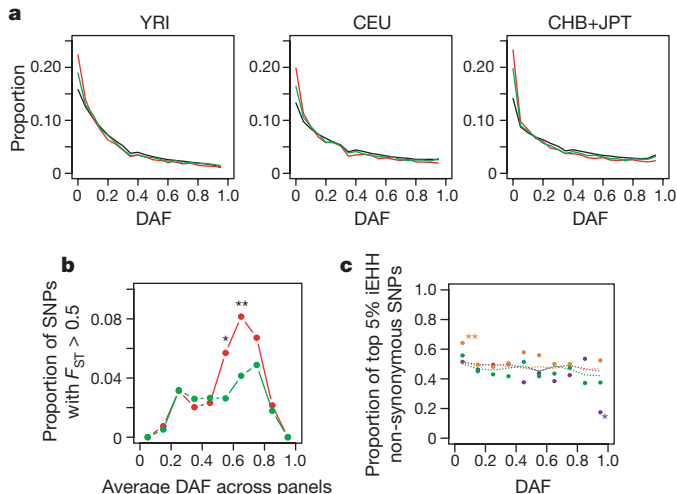 a
YRI
CEU
CHB+JPT
Proportion
0.20
0.10
0
0.20
0.10
0
0.20
0.10
0
0 0.2 0.4 0.6 0.8 1.0
0 0.2 0.4 0.6 0.8 1.0
0 0.2 0.4 0.6 0.8 1.0
DAF
DAF
DAF
b
Proportion of SNPs
with FST > 0.5
0.08
0.04
0
*
**
0 0.2 0.4 0.6 0.8 1.0
Average DAF across panels
c
Proportion of top 5% iEHH
non-synonymous SNPs
1.0
0.8
0.6
0.4
0.2
0
**
*
0 0.2 0.4 0.6 0.8 1.0
DAF